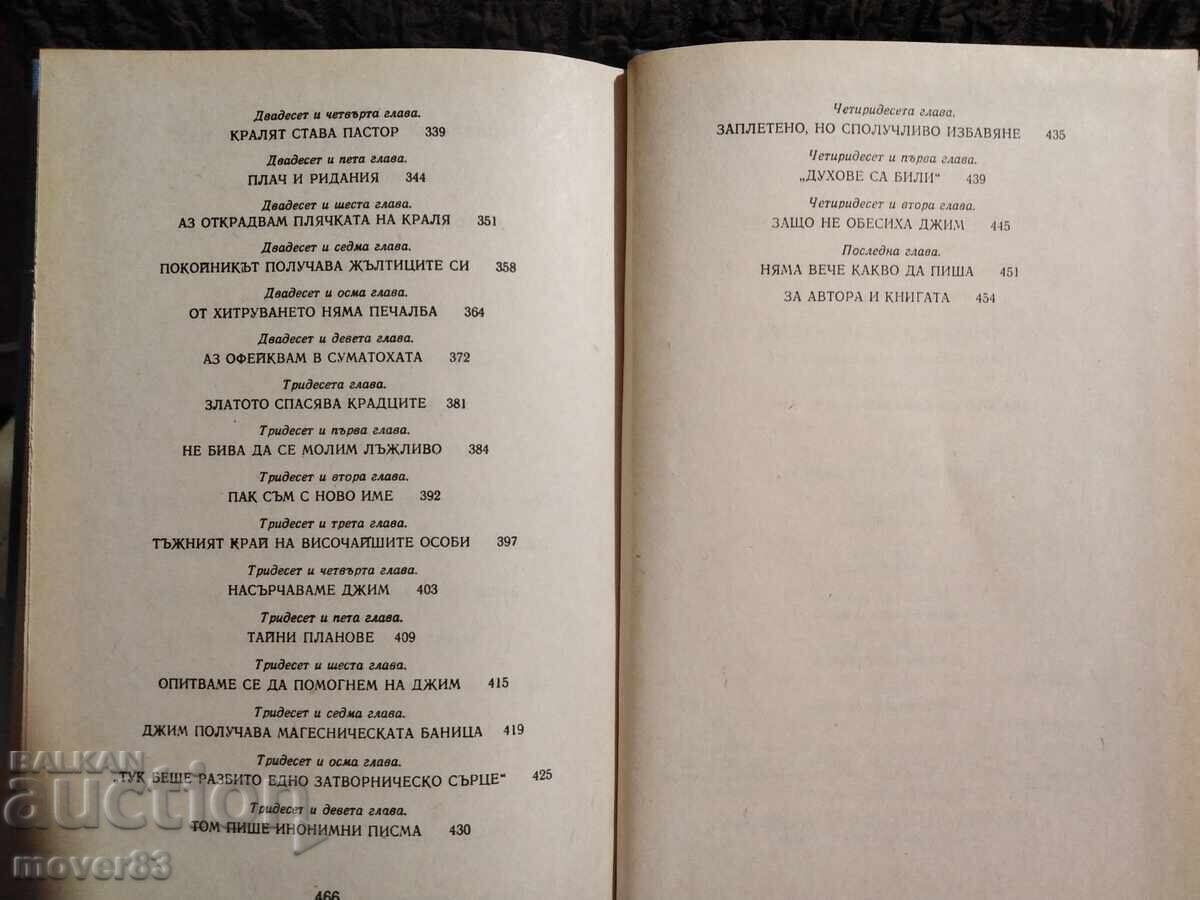 Двадесет и четвърта глава.
КРАЛЯТ СТАВА ПАСТОР 339
Двадесет и пета глава.
ПЛАЧ И РИДАНИЯ 344
Двадесет и шеста глава.
АЗ ОТКРАДВАМ ПЛЯЧКАТА НА КРАЛЯ 351
Двадесет и седма глава.
ПОКОЙНИКЪТ ПОЛУЧАВА ЖЪЛТИЦИТЕ СИ 358
Двадесет и осма глава.
ОТ ХИТРУВАНЕТО НЯМА ПЕЧАЛБА 364
Двадесет и девета глава.
АЗ ОФЕЙКВАМ В СУМАТОХАТА 372
Тридесета глава.
ЗЛАТОТО СПАСЯВА КРАДЦИТЕ 381
Тридесет и първа глава.
НЕ БИВА ДА СЕ МОЛИМ ЛЪЖЛИВО 384
Тридесет и втора глава.
ПАК СЪМ С НОВО ИМЕ 392
Тридесет и трета глава.
ТЪЖНИЯТ КРАЙ НА ВИСОЧАЙШИТЕ ОСОБИ 397
Тридесет и четвърта глава.
НАСЪРЧАВАМЕ ДЖИМ 403
Тридесет и пета глава.
ТАЙНИ ПЛАНОВЕ 409
Тридесет и шеста глава.
ОПИТВАМЕ СЕ ДА ПОМОГНЕМ НА ДЖИМ 415
Тридесет и седма глава.
ДЖИМ ПОЛУЧАВА МАГЕСНИЧЕСКАТА БАНИЦА 419
Тридесет и осма глава.
„ТУК БЕШЕ РАЗБИТО ЕДНО ЗАТВОРНИЧЕСКО СЪРЦЕ“ 425
Тридесет и девета глава.
ТОМ ПИШЕ ИНОНИМНИ ПИСМА 430
466
Четиридесета глава.
ЗАПЛЕТЕНО, НО СПОЛУЧЛИВО ИЗБАВЯНЕ 435
Четиридесет и първа глава.
„ДУХОВЕ СА БИЛИ“ 439
Четиридесет и втора глава.
ЗАЩО НЕ ОБЕСИХА ДЖИМ 445
Последна глава.
НЯМА ВЕЧЕ КАКВО ДА ПИША 451
ЗА АВТОРА И КНИГАТА 454
BALKAN
auction
mover83